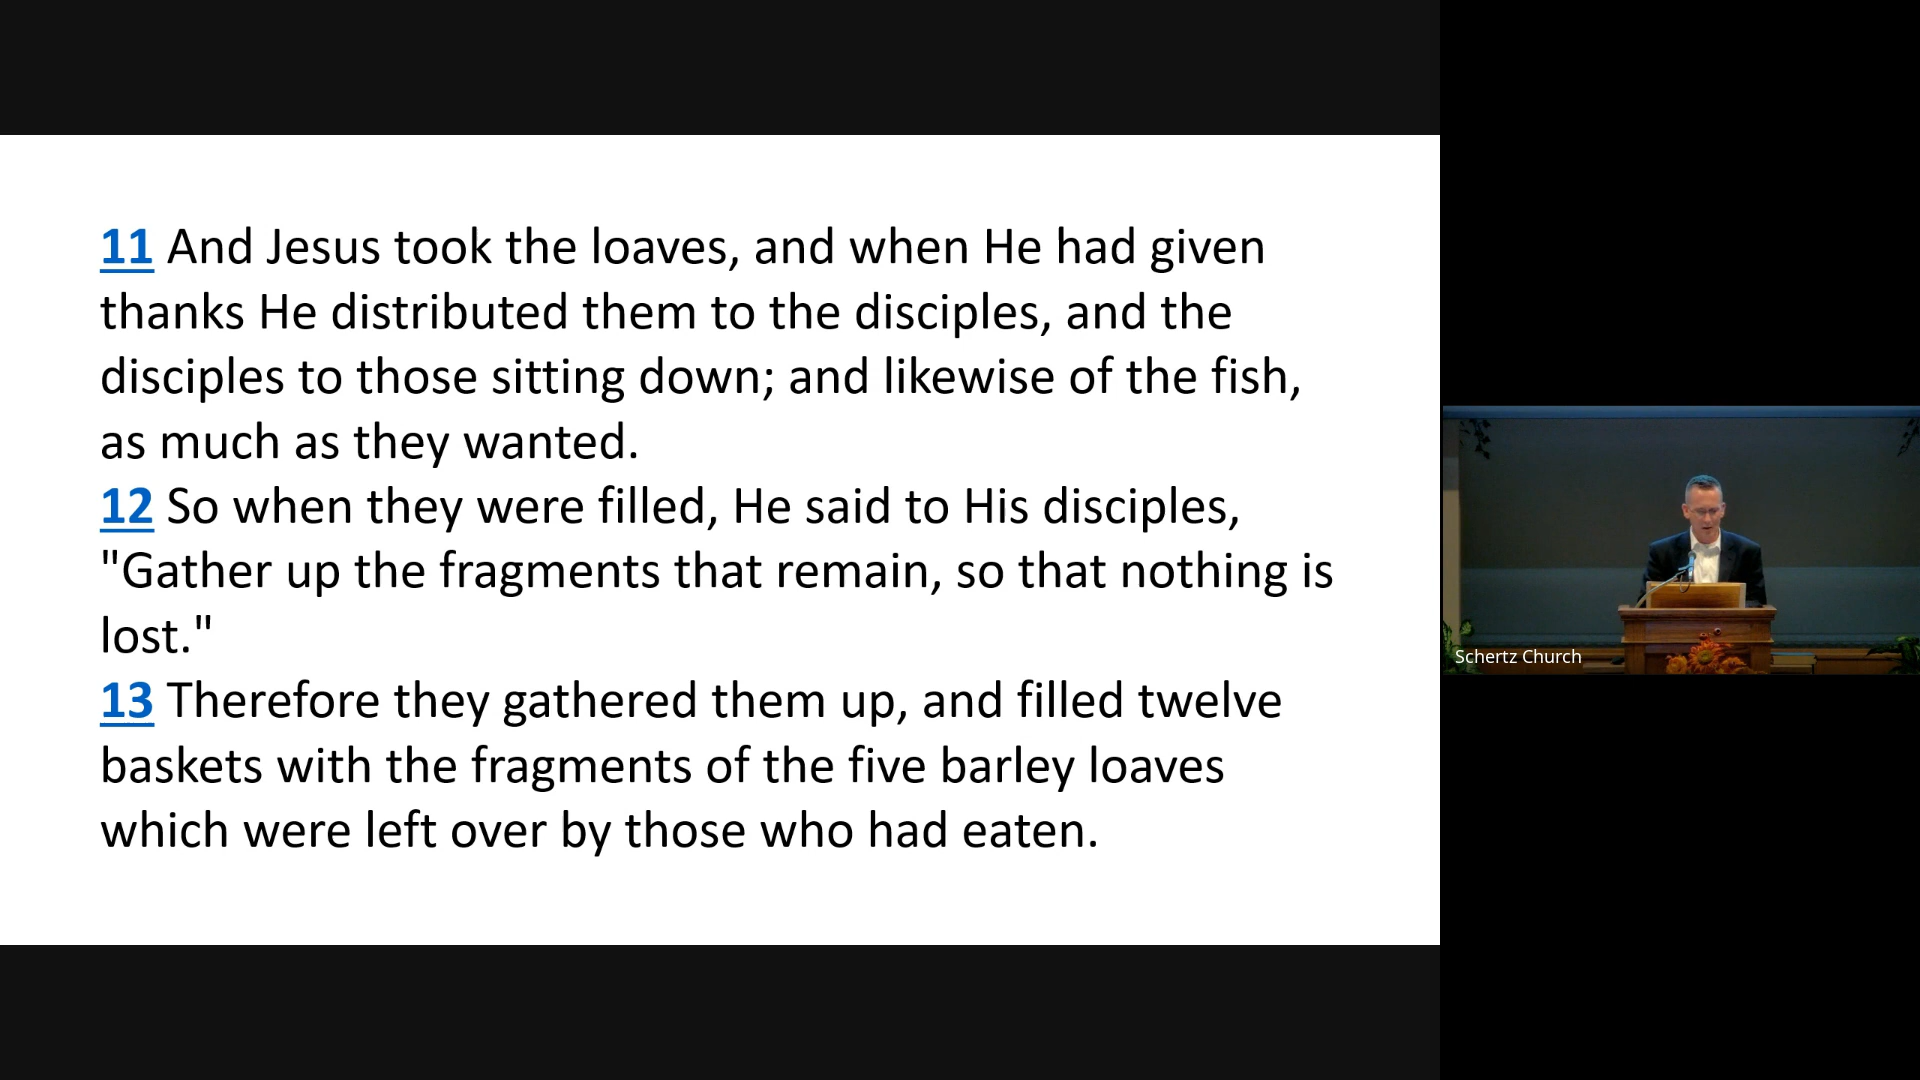 11 And Jesus took the loaves, and when He had given
thanks He distributed them to the disciples, and the
disciples to those sitting down; and likewise of the fish,
as much as they wanted.
12 So when they were filled, He said to His disciples,
"Gather up the fragments that remain, so that nothing is
lost."
13 Therefore they gathered them up, and filled twelve
baskets with the fragments of the five barley loaves
which were left over by those who had eaten.
Schertz Church